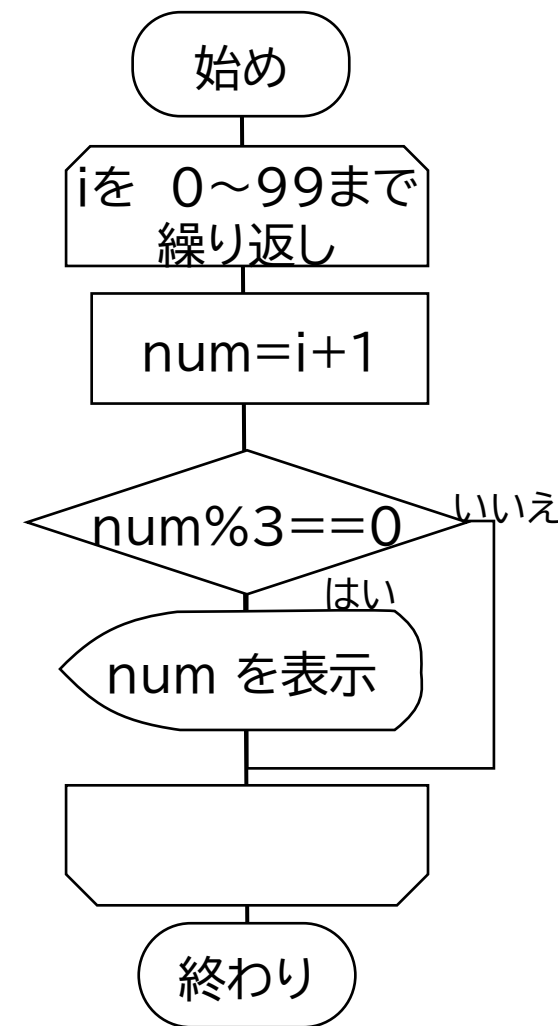 始め
iを　0～99まで
繰り返し
num=i+1
num%3==0
いいえ
はい
num を表示
終わり